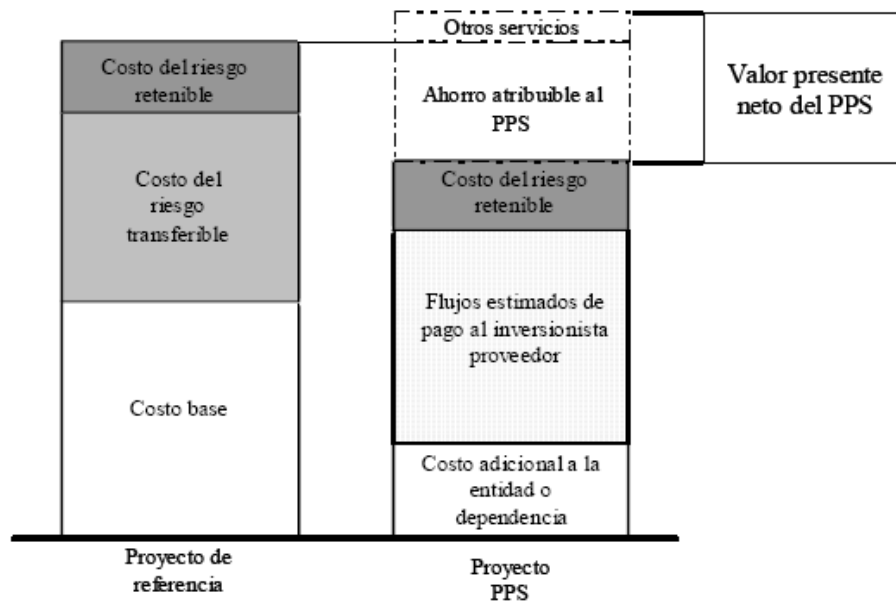 Costo del riesgo
retenible
Costo del
riesgo
transferible
Costo base
Proyecto de
referencia
Otros servicios
Ahorro atribuible al
PPS
Costo del riesgo
retenible
Flujos estimados de
pago al inversionista
proveedor
Costo adicional a la
entidad o
dependencia
Proyecto
PPS
Valor presente
neto del PPS